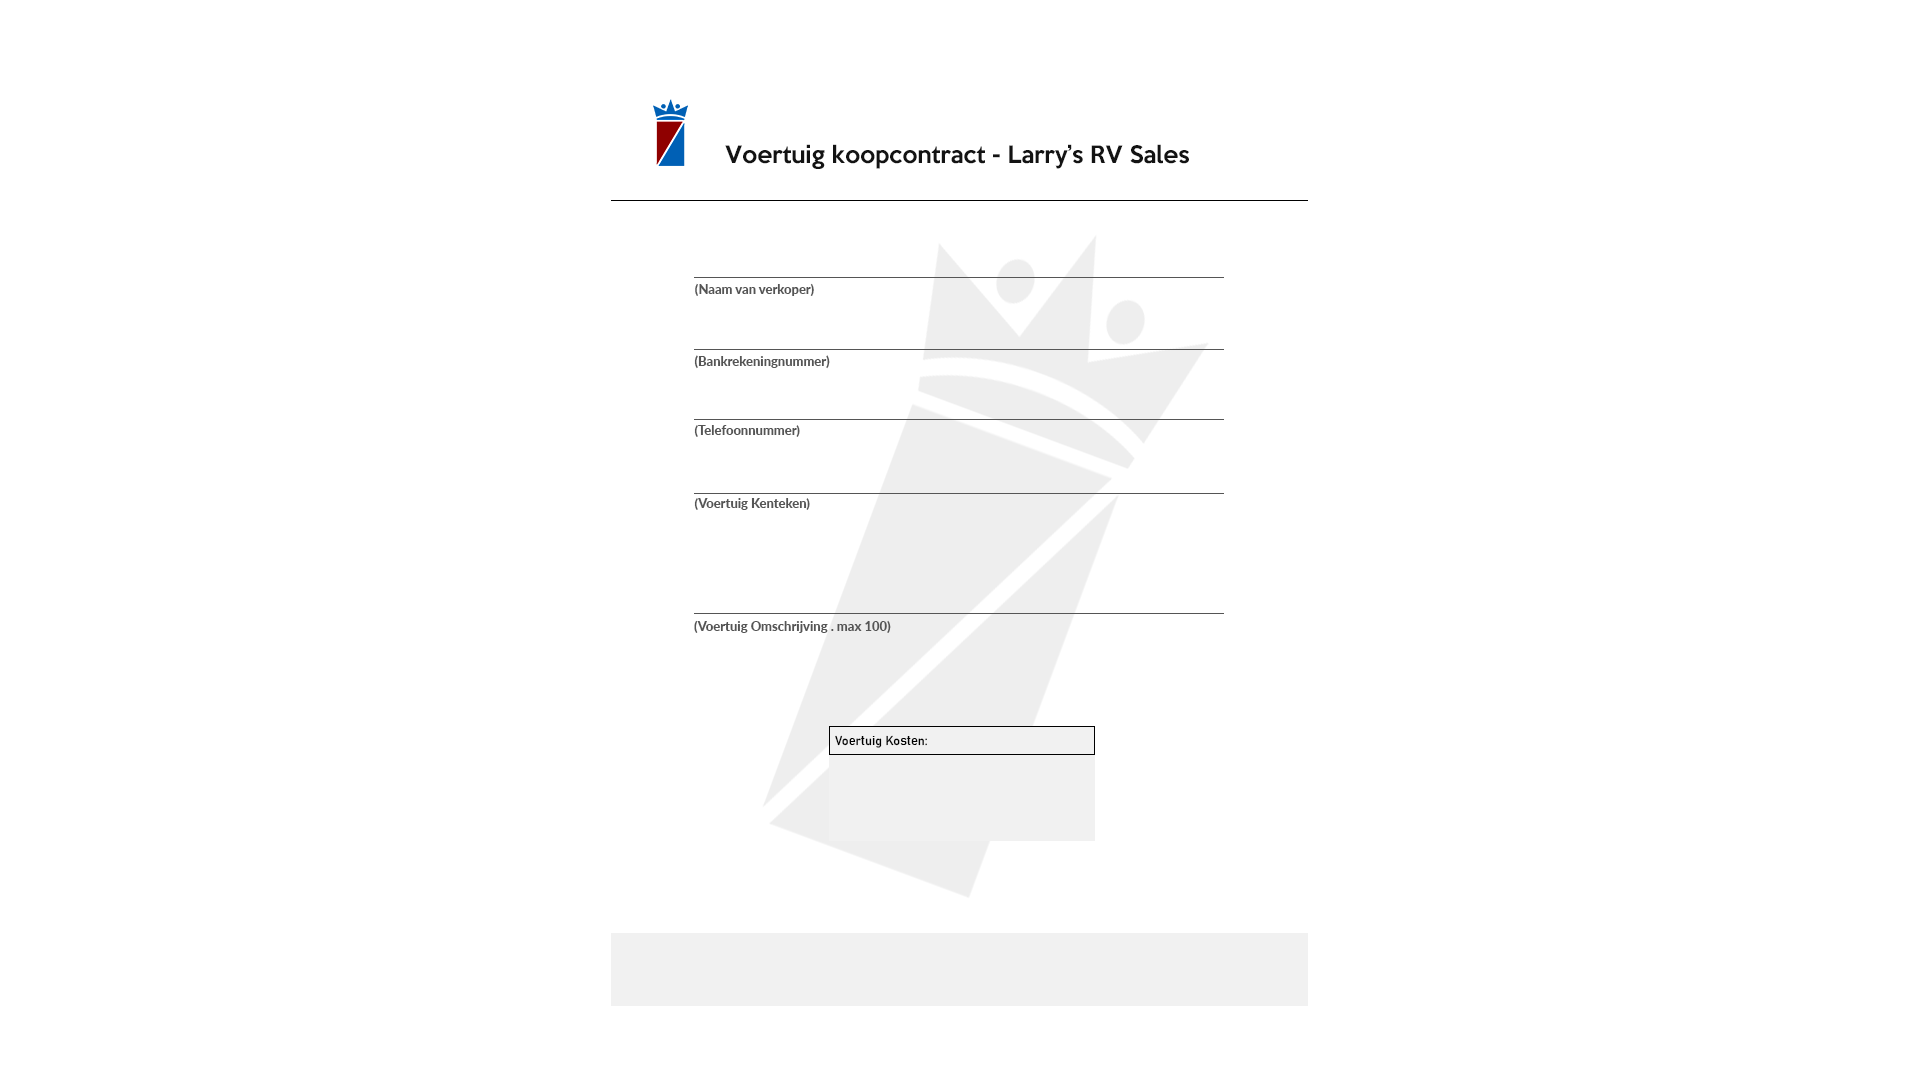 Voertuig koopcontract - Larry's RV Sales
(Naam van verkoper)
(Bankrekeningnummer)
(Telefoonnummer)
(Voertuig Kenteken)
(Voertuig Omschrijving . max 100)
Voertuig Kosten: